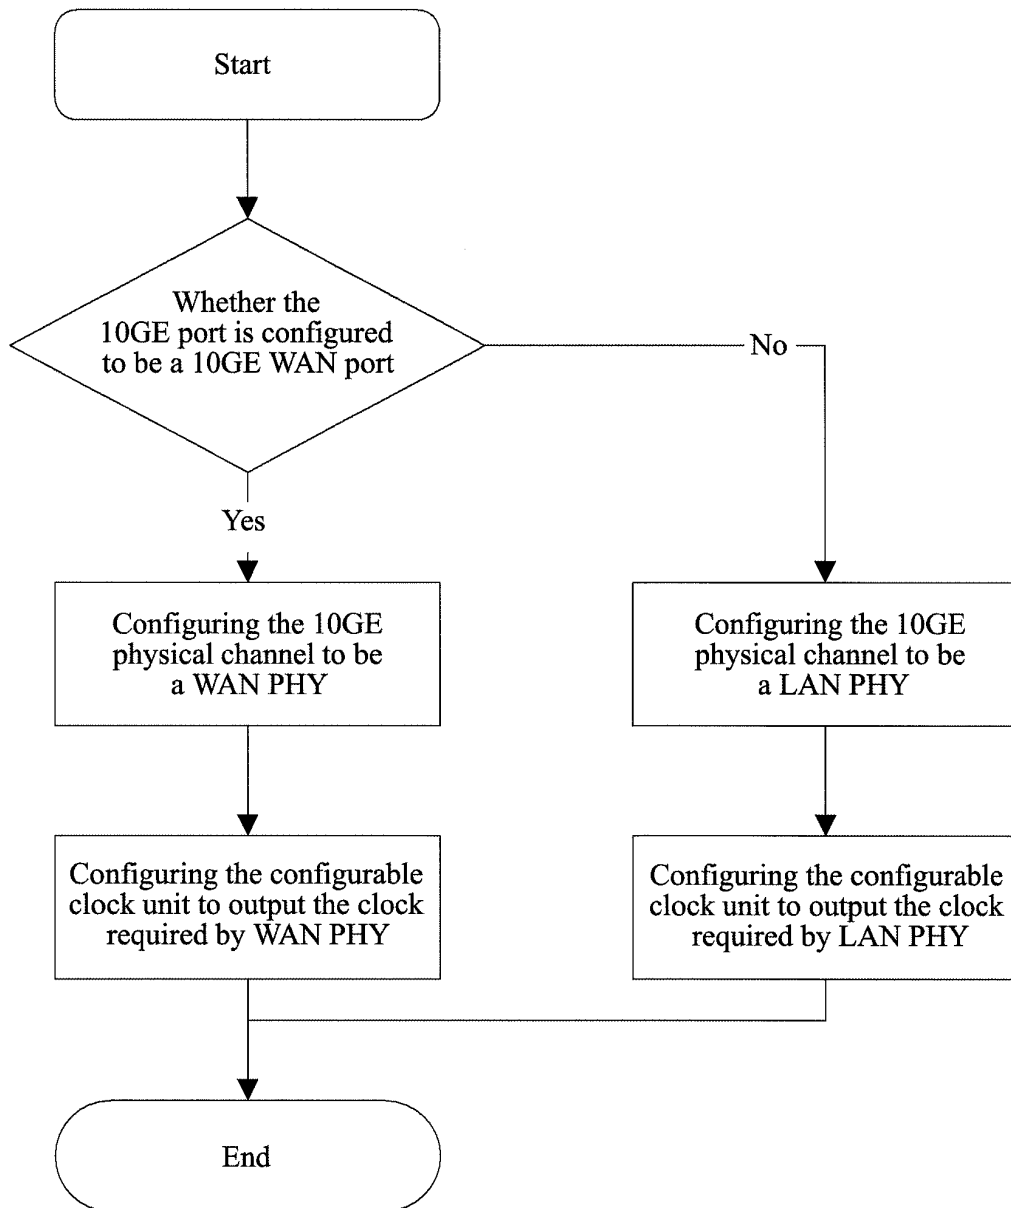 Start
Whether the
10GE port is configured
to be a 10GE WAN port
No
Yes
Configuring the 10GE
physical channel to be
a WAN PHY
Configuring the 10GE
physical channel to be
a LAN PHY
Configuring the configurable
clock unit to output the clock
required by WAN PHY
Configuring the configurable
clock unit to output the clock
required by LAN PHY
End